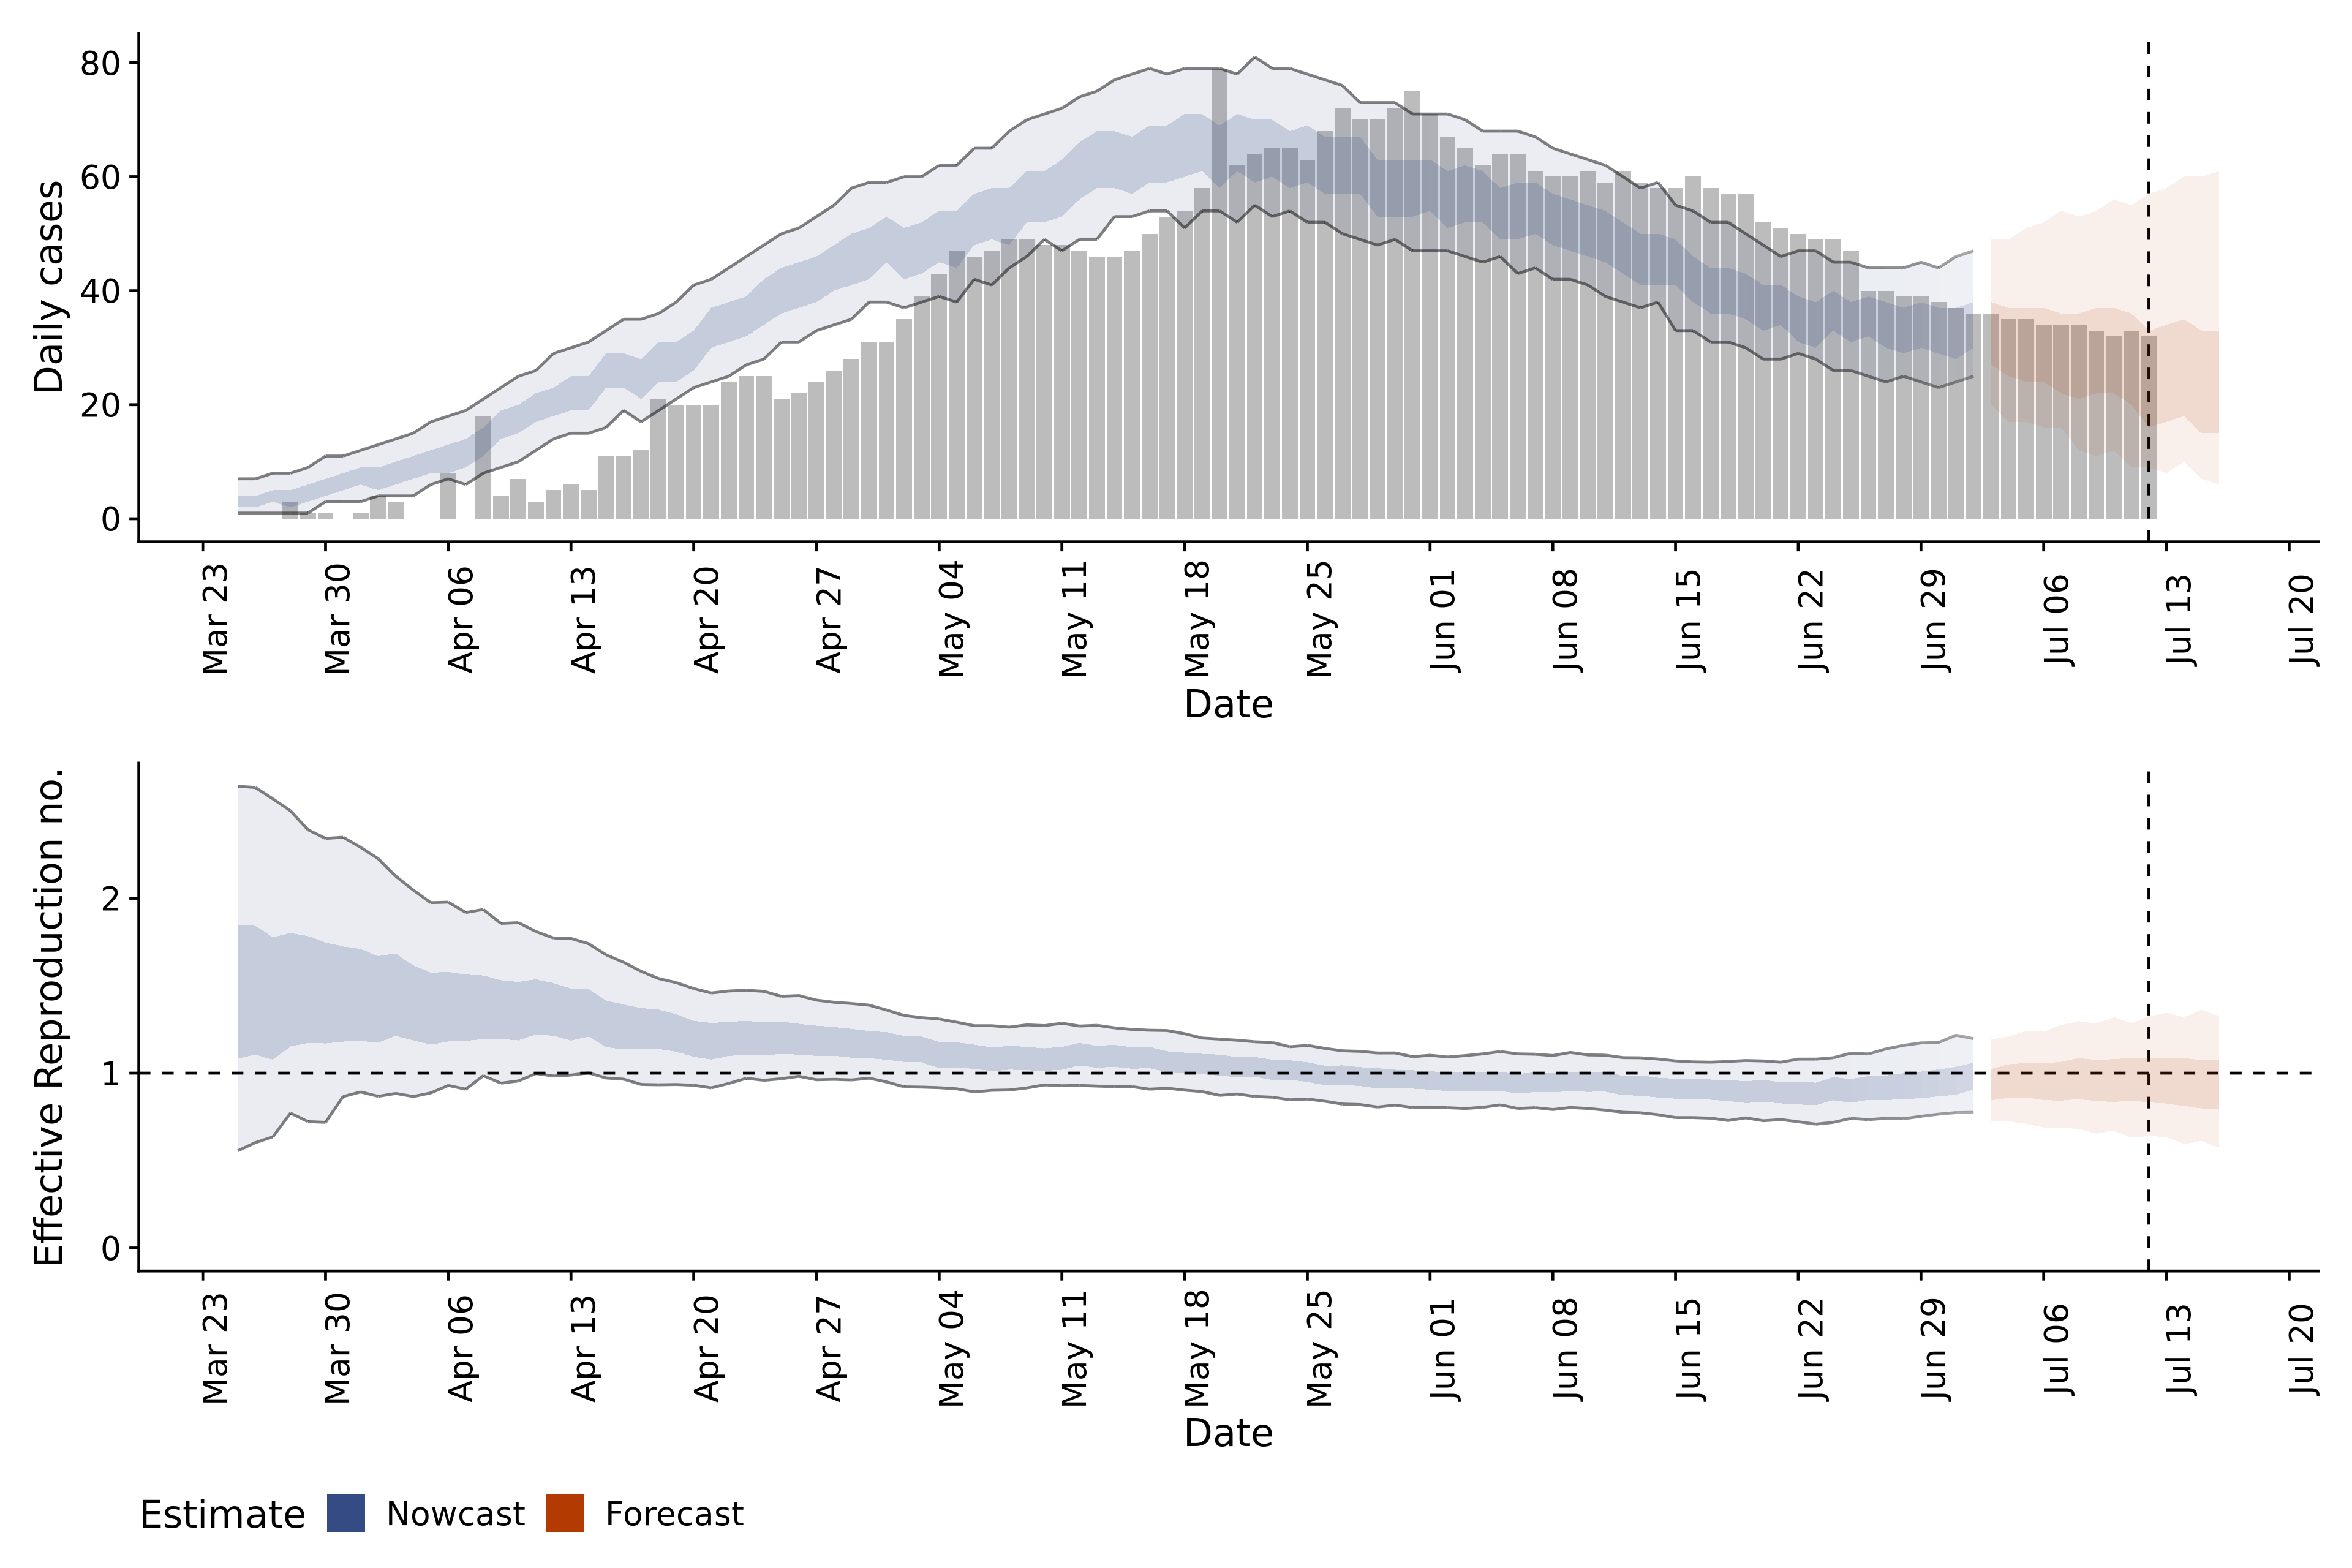 80
60
40
20
0
Daily cases
Mar 23 Mar 30 Apr 06 Apr 13 Apr 20 Apr 27 May 04 May 11 May 18 May 25 Jun 01 Jun 08 Jun 15 Jun 22 Jun 29 Jul 06 Jul 13 Jul 20
Date
2
1
0
Effective Reproduction no.
Mar 23 Mar 30 Apr 06 Apr 13 Apr 20 Apr 27 May 04 May 11 May 18 May 25 Jun 01 Jun 08 Jun 15 Jun 22 Jun 29 Jul 06 Jul 13 Jul 20
Date
Estimate Nowcast Forecast